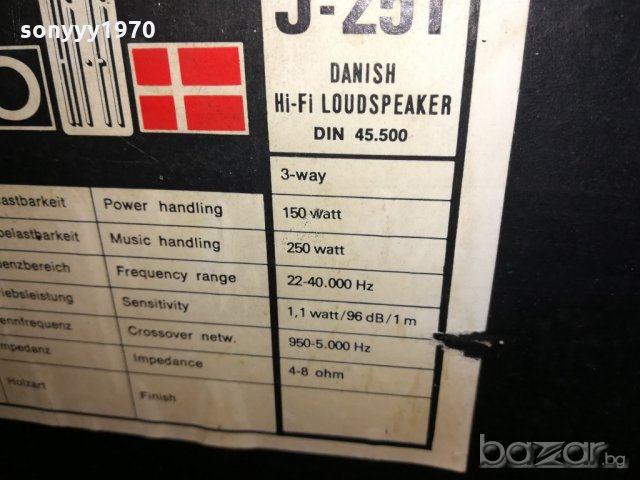 sonyyy1970
J-251
DANISH
Hi-Fi LOUDSPEAKER
DIN 45.500
3-way
astbarkeit Power handling 150 watt
belastbarkeit Music handling 250 watt
enzbereich Frequency range 22-40.000 Hz
riebsleistung Sensitivity 1,1 watt/96 dB/1 m
ennfrequenz Crossover netw. 950-5.000 Hz
mpedanz Impedance 4-8 ohm
Holzart Finish
bazar.bg